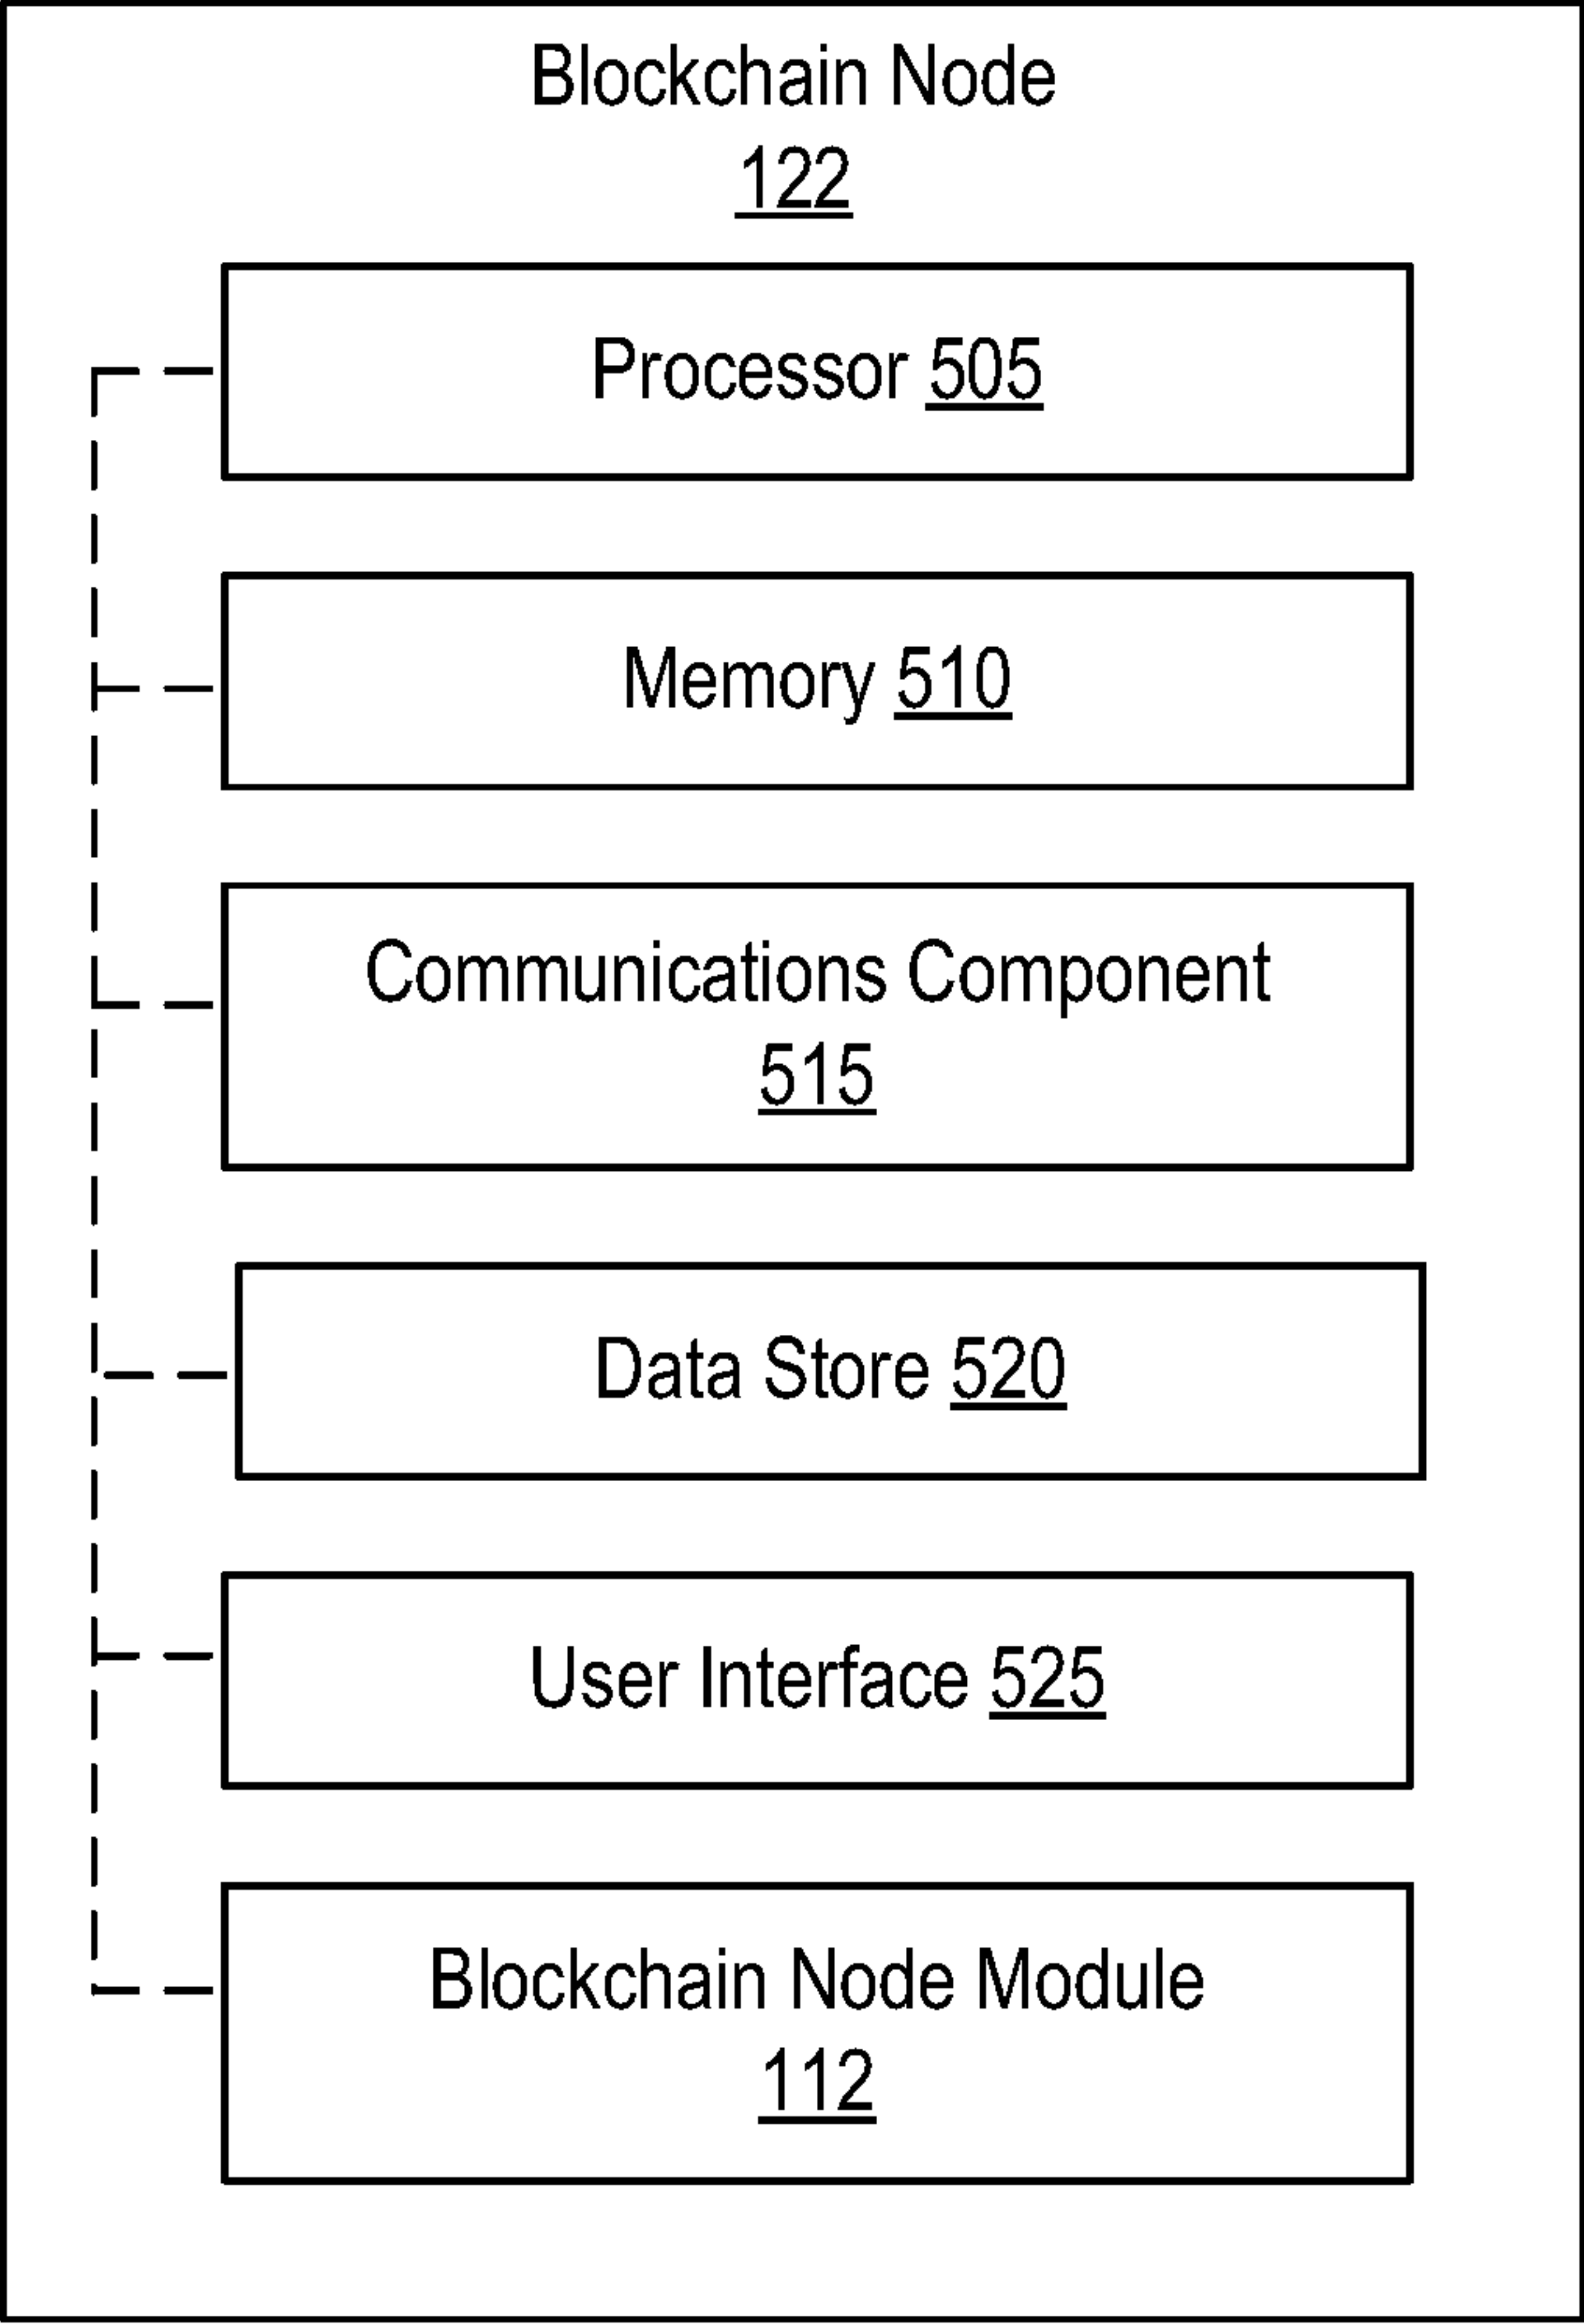 Blockchain Node
122
Processor 505
Memory 510
Communications Component
515
Data Store 520
User Interface 525
Blockchain Node Module
112